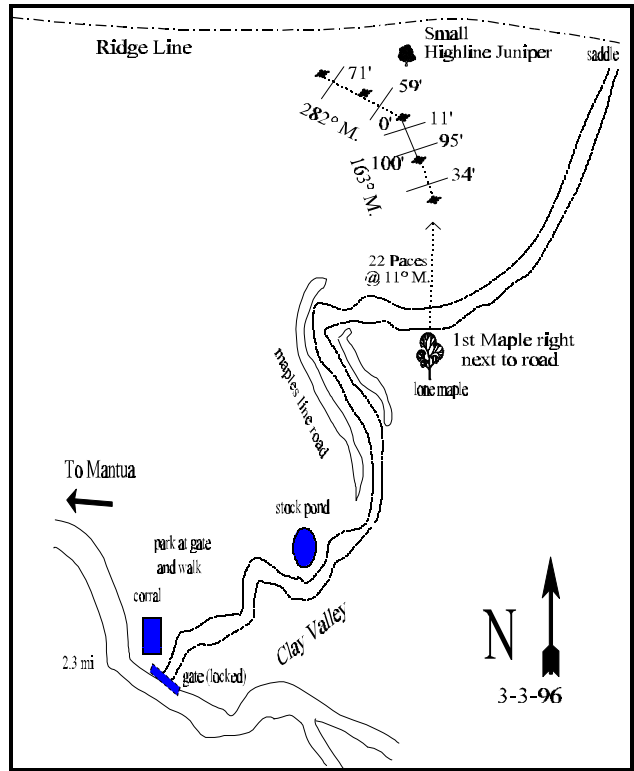 Small
Highline Juniper
Ridge Line
saddle
71'
59'
282° M.
0'
11'
95'
100'
163° M.
34'
22 Paces
@ 11° M.
1st Maple right
next to road
lone maple
maples line road
To Mantua
stock pond
park at gate
and walk
corral
Clay Valley
2.3 mi
gate (locked)
N
3-3-96